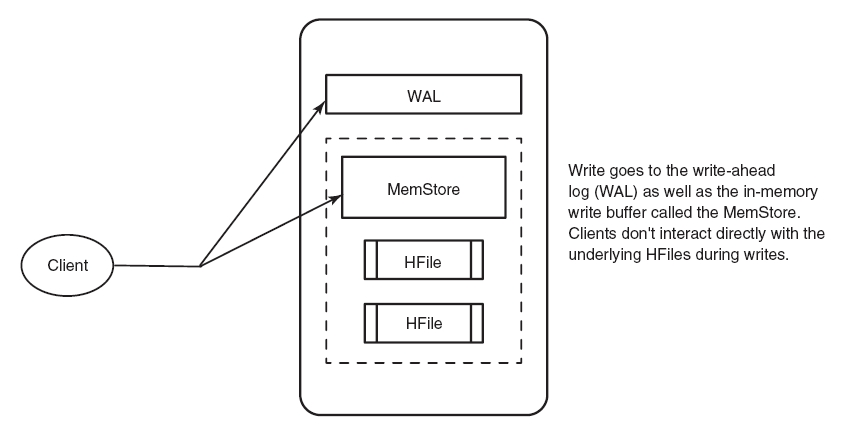 WAL
MemStore
Client
HFile
HFile
Write goes to the write-ahead
log (WAL) as well as the in-memory
write buffer called the MemStore.
Clients don't interact directly with the
underlying HFiles during writes.